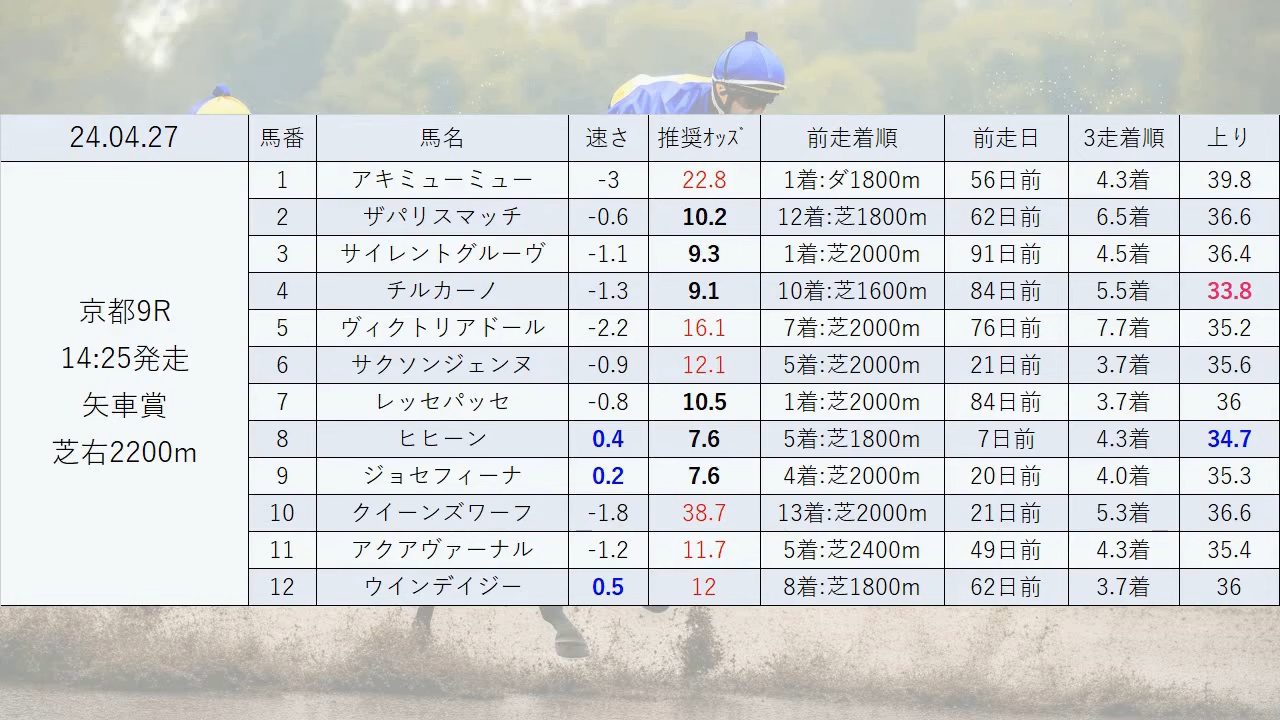 24.04.27 馬番 馬名 速さ 推奨ｵｯｽﾞ 前走着順 前走日 3走着順 上り
京都9R
14:25発走
矢車賞
芝右2200m
1 アキミューミュー -3 22.8 1着:ダ1800m 56日前 4.3着 39.8
2 ザパリスマッチ -0.6 10.2 12着:芝1800m 62日前 6.5着 36.6
3 サイレントグルーヴ -1.1 9.3 1着:芝2000m 91日前 4.5着 36.4
4 チルカーノ -1.3 9.1 10着:芝1600m 84日前 5.5着 33.8
5 ヴィクトリアドール -2.2 16.1 7着:芝2000m 76日前 7.7着 35.2
6 サクソンジェンヌ -0.9 12.1 5着:芝2000m 21日前 3.7着 35.6
7 レッセパッセ -0.8 10.5 1着:芝2000m 84日前 3.7着 36
8 ヒヒーン 0.4 7.6 5着:芝1800m 7日前 4.3着 34.7
9 ジョセフィーナ 0.2 7.6 4着:芝2000m 20日前 4.0着 35.3
10 クイーンズワーフ -1.8 38.7 13着:芝2000m 21日前 5.3着 36.6
11 アクアヴァーナル -1.2 11.7 5着:芝2400m 49日前 4.3着 35.4
12 ウインデイジー 0.5 12 8着:芝1800m 62日前 3.7着 36